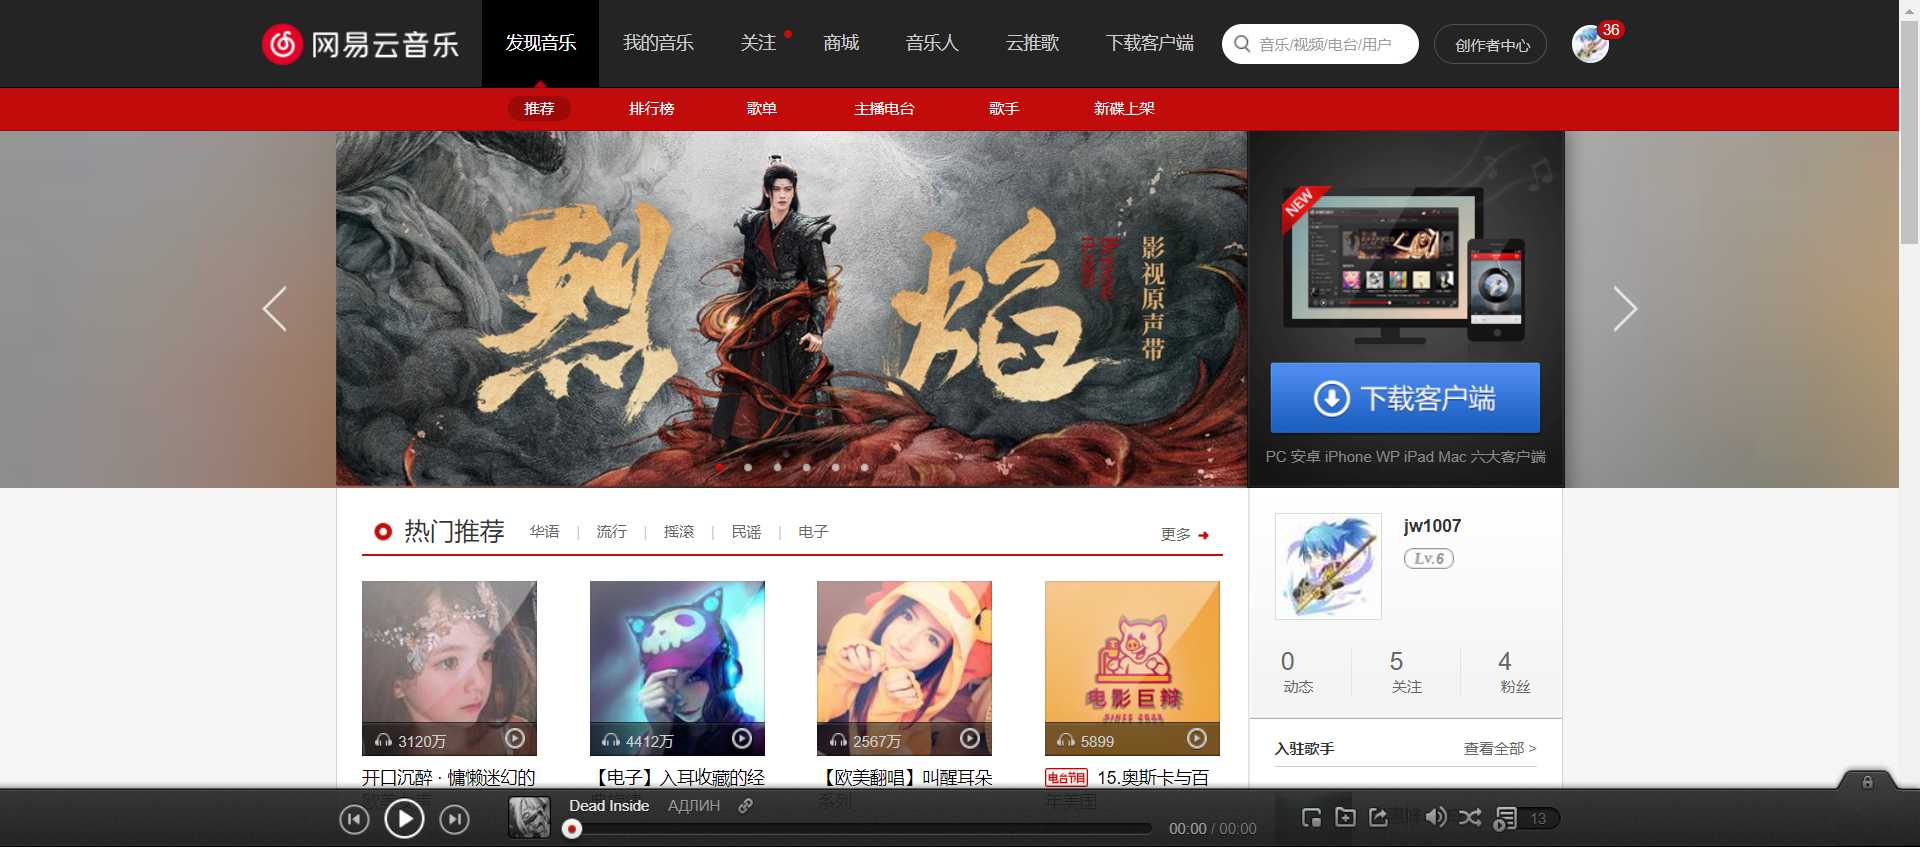 网易云音乐
发现音乐 我的音乐 关注 商城 音乐人 云推歌 下载客户端 音乐/视频/电台/用户 创作者中心 36
推荐 排行榜 歌单 主播电台 歌手 新碟上架
烈焰
影视原声带
NEW
下载客户端
PC 安卓 iPhone WP iPad Mac 六大客户端
热门推荐 华语 | 流行 | 摇滚 | 民谣 | 电子 更多
jw1007
Lv.6
0 5 4
动态 关注 粉丝
电影巨辩
3120万 4412万 2567万 5899
入驻歌手 查看全部 >
开口沉醉 · 慵懒迷幻的 【电子】入耳收藏的经 【欧美翻唱】叫醒耳朵 电台节目 15.奥斯卡与百
系列 年美国
Dead Inside АДЛИН
00:00 / 00:00
13